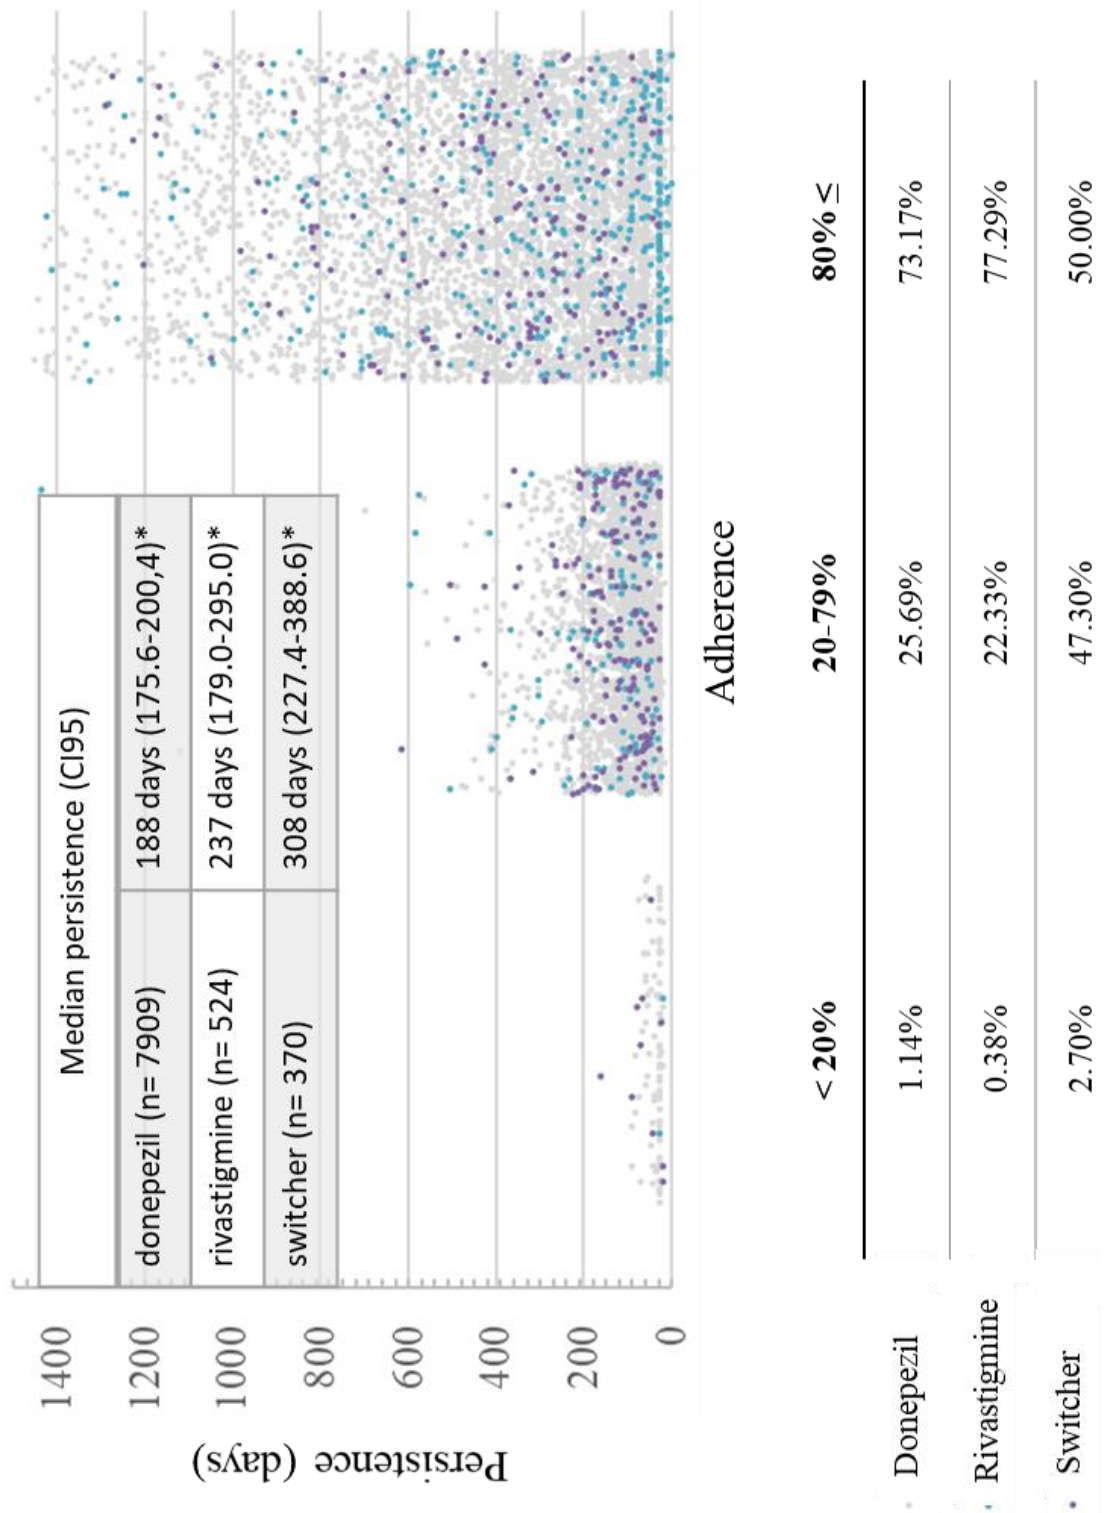 Median persistence (CI95)
donepezil (n= 7909) 188 days (175.6-200,4)*
rivastigmine (n= 524) 237 days (179.0-295.0)*
switcher (n= 370) 308 days (227.4-388.6)*
Persistence (days)
1400
1200
1000
800
600
400
200
0
Adherence
< 20% 20-79% 80% ≤
Donepezil 1.14% 25.69% 73.17%
Rivastigmine 0.38% 22.33% 77.29%
Switcher 2.70% 47.30% 50.00%